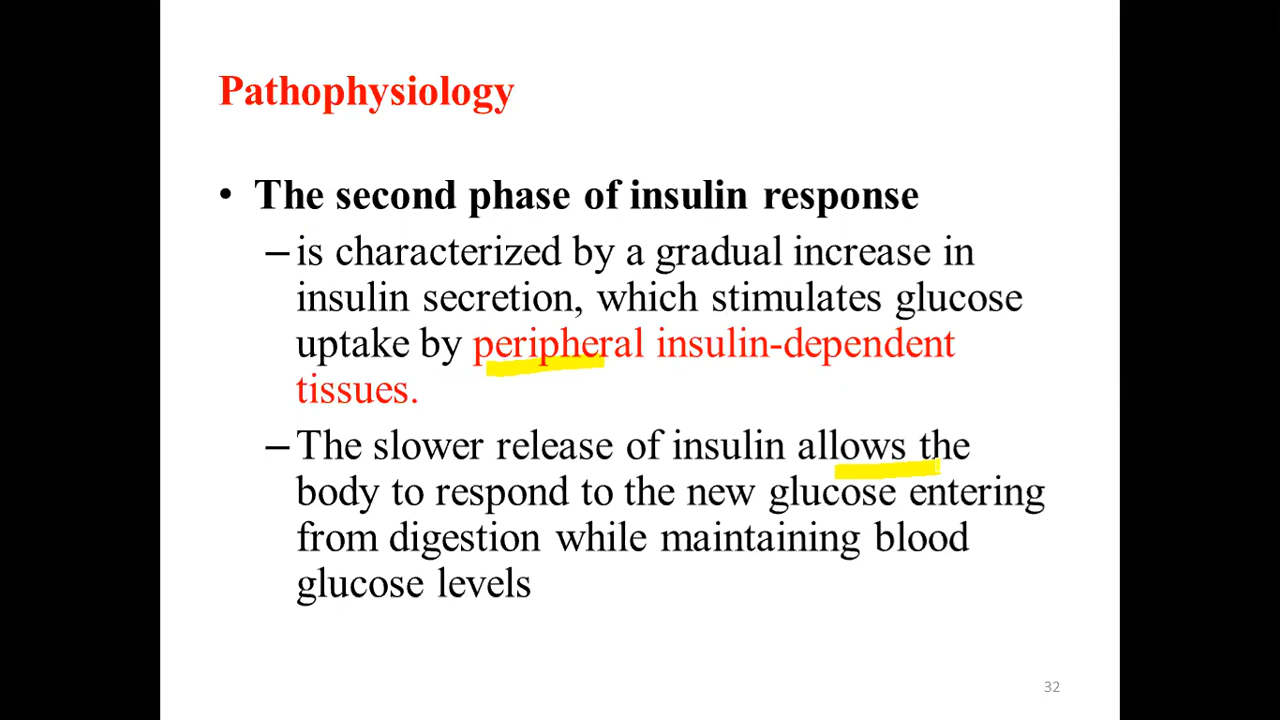 Pathophysiology
• The second phase of insulin response
– is characterized by a gradual increase in
insulin secretion, which stimulates glucose
uptake by peripheral insulin-dependent
tissues.
– The slower release of insulin allows the
body to respond to the new glucose entering
from digestion while maintaining blood
glucose levels
32